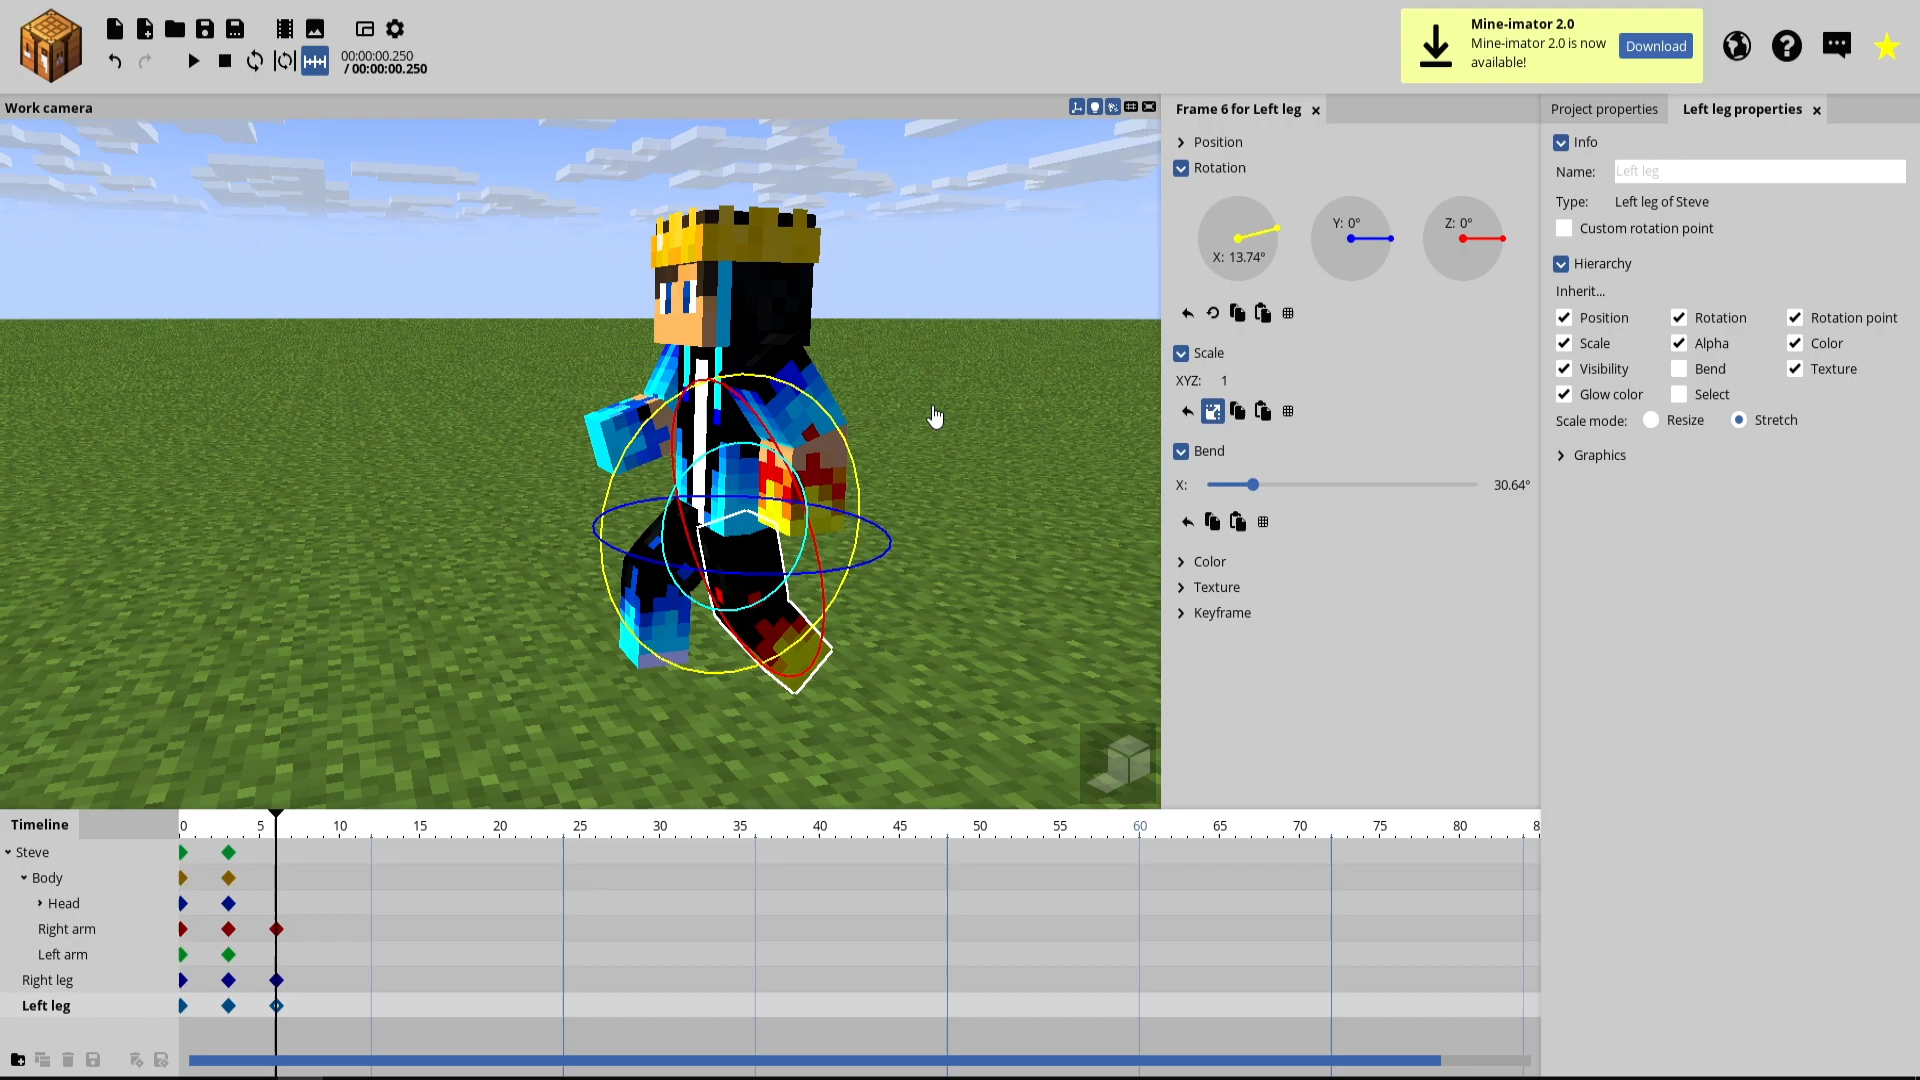 00:00:00.250
/ 00:00:00.250
Mine-imator 2.0
Mine-imator 2.0 is now
available!
Download
Work camera
Frame 6 for Left leg
Position
Rotation
X: 13.74°
Y: 0°
Z: 0°
Scale
XYZ: 1
Bend
X: 30.64°
Color
Texture
Keyframe
Project properties
Left leg properties
Info
Name: Left leg
Type: Left leg of Steve
Custom rotation point
Hierarchy
Inherit...
Position Rotation Rotation point
Scale Alpha Color
Visibility Bend Texture
Glow color Select
Scale mode: Resize Stretch
Graphics
Timeline
0 5 10 15 20 25 30 35 40 45 50 55 60 65 70 75 80
Steve
Body
Head
Right arm
Left arm
Right leg
Left leg